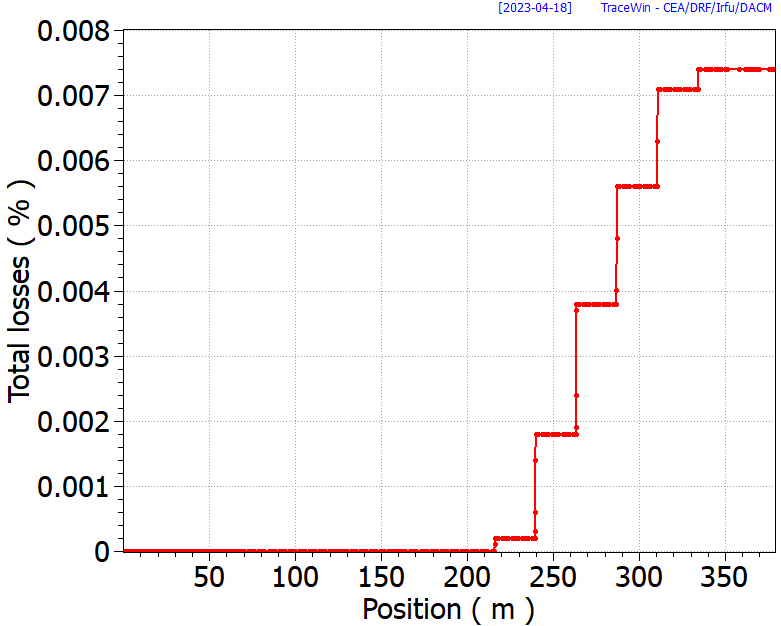 [2023-04-18] TraceWin - CEA/DRF/Irfu/DACM
Total losses ( % )
0.008
0.007
0.006
0.005
0.004
0.003
0.002
0.001
0
50 100 150 200 250 300 350
Position ( m )